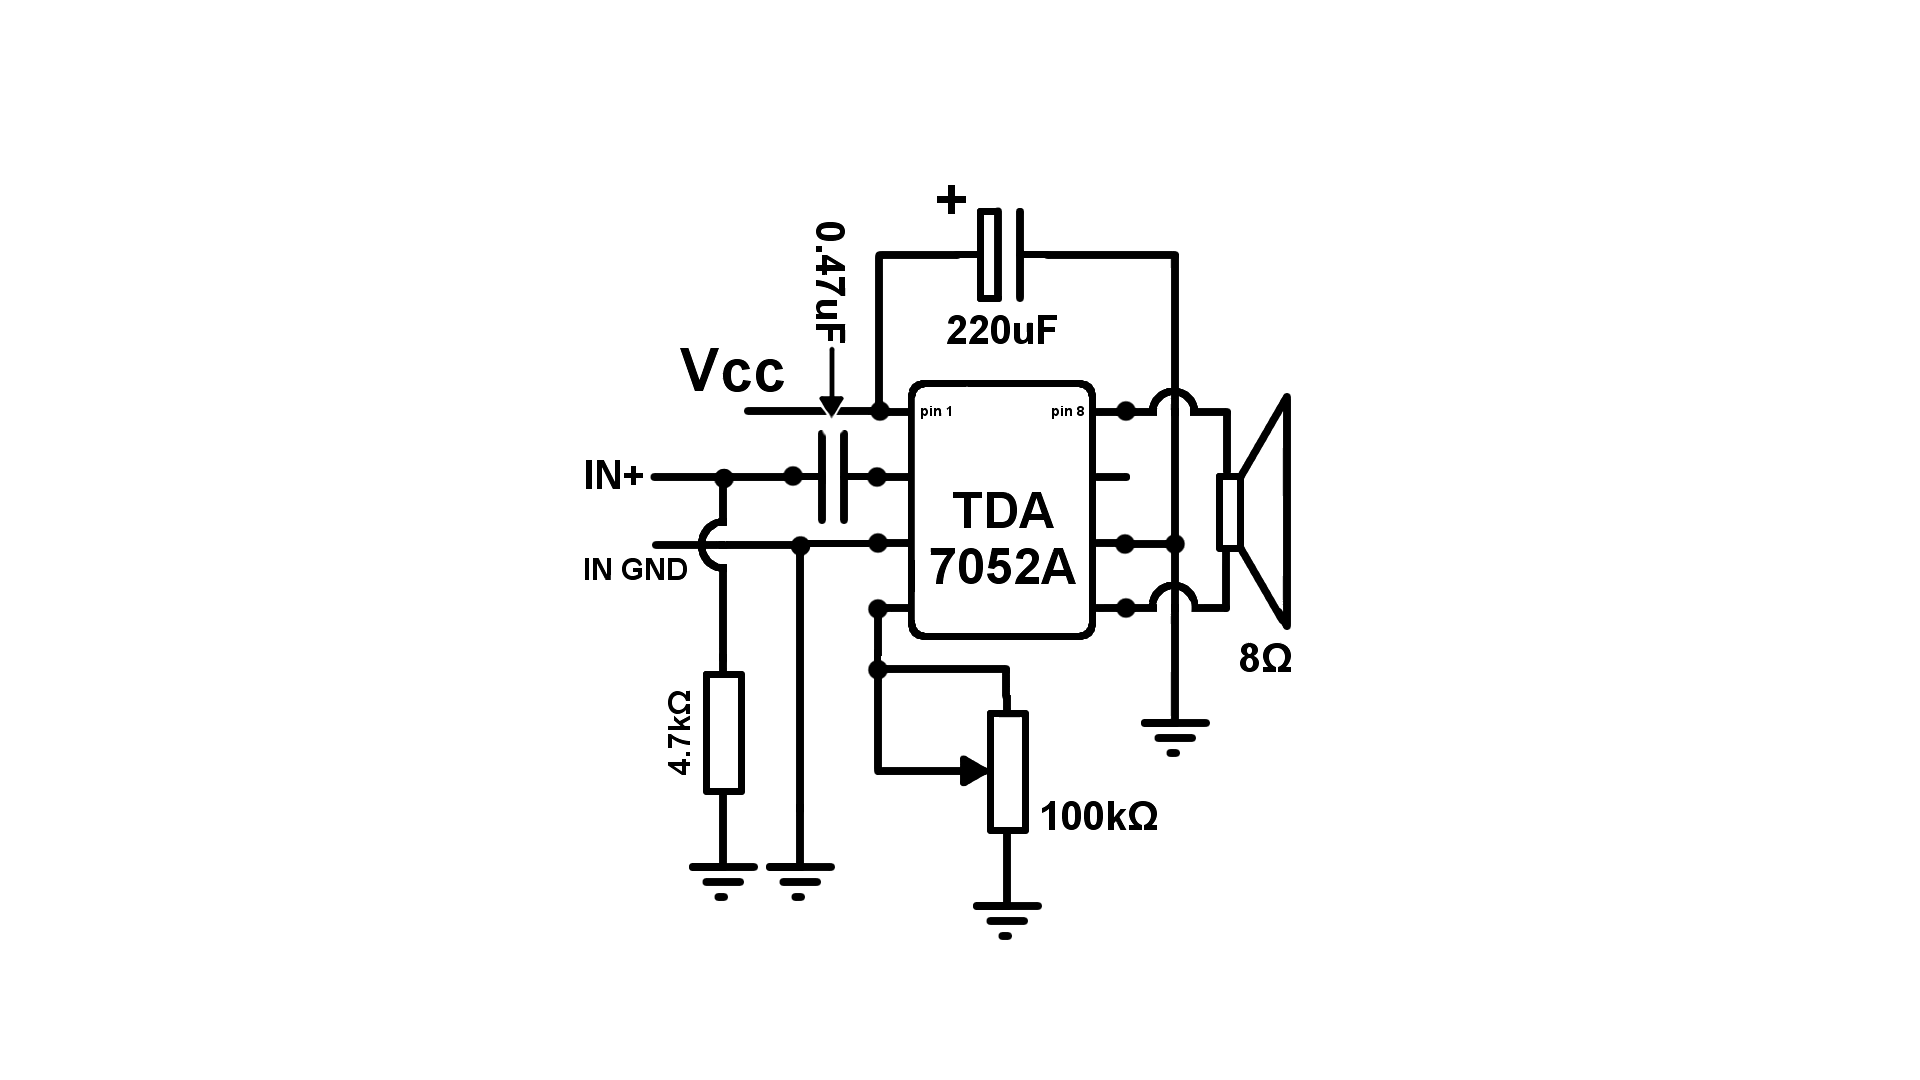 +
0.47uF
220uF
Vcc
pin 1
pin 8
IN+
TDA
7052A
IN GND
8Ω
4.7kΩ
100kΩ